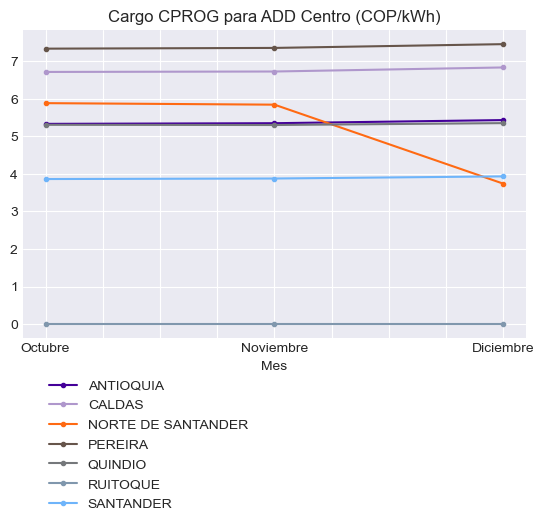 Cargo CPROG para ADD Centro (COP/kWh)
7
6
5
4
3
2
1
0
Octubre Noviembre Diciembre
Mes
ANTIOQUIA
CALDAS
NORTE DE SANTANDER
PEREIRA
QUINDIO
RUITOQUE
SANTANDER